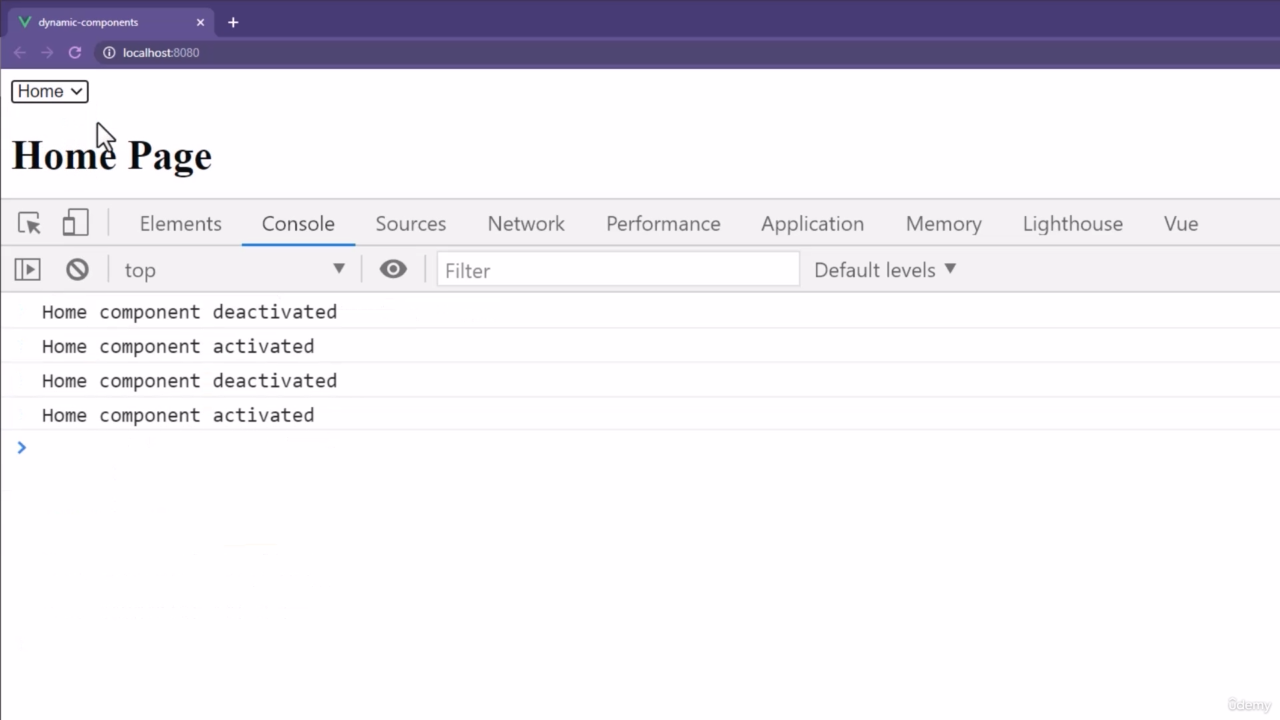 dynamic-components
localhost:8080
Home
Home Page
Elements Console Sources Network Performance Application Memory Lighthouse Vue
top Filter Default levels
Home component deactivated
Home component activated
Home component deactivated
Home component activated
ûdemy